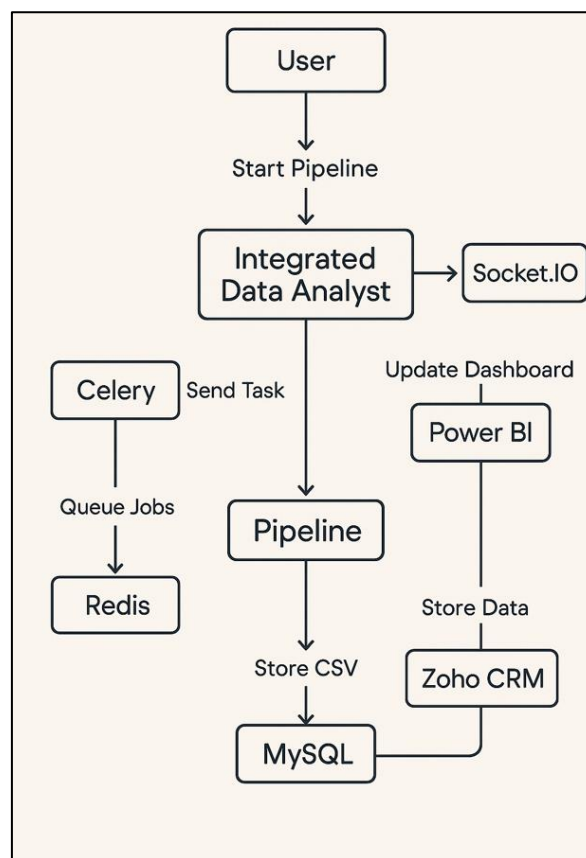 User
Start Pipeline
Integrated
Data Analyst
Socket.IO
Update Dashboard
Celery
Send Task
Power BI
Queue Jobs
Pipeline
Redis
Store Data
Store CSV
Zoho CRM
MySQL